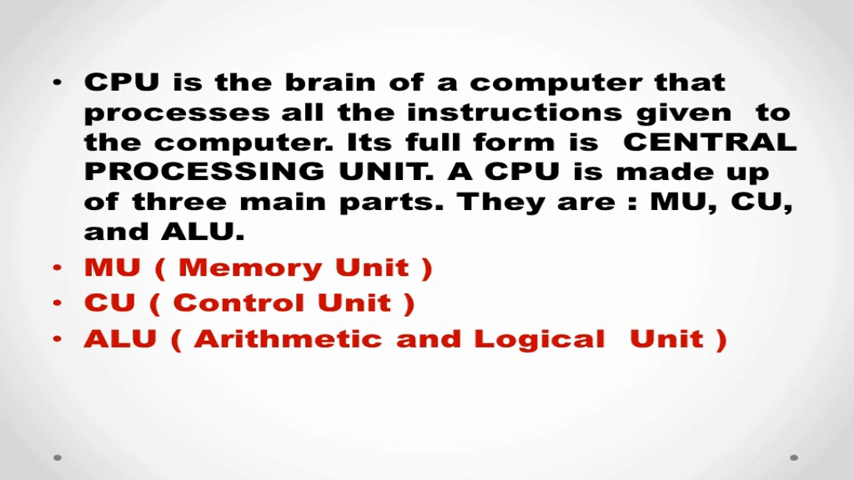 • CPU is the brain of a computer that
processes all the instructions given  to
the computer. Its full form is  CENTRAL
PROCESSING UNIT. A CPU is made up
of three main parts. They are : MU, CU,
and ALU.
• MU ( Memory Unit )
• CU ( Control Unit )
• ALU ( Arithmetic and Logical  Unit )